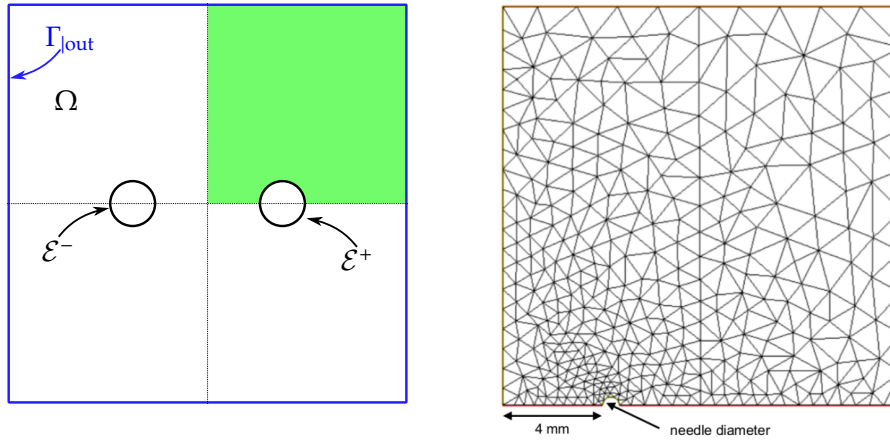 Γ|out
Ω
ℰ−
ℰ+
4 mm
needle diameter